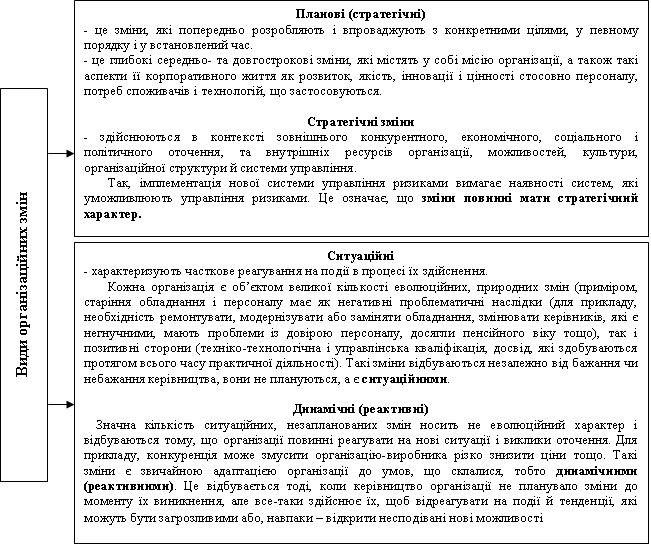 Види організаційних змін
Планові (стратегічні)
- це зміни, які попередньо розробляють і впроваджують з конкретними цілями, у певному
порядку і у встановлений час.
- це глибокі середньо- та довгострокові зміни, які містять у собі місію організації, а також такі
аспекти її корпоративного життя як розвиток, якість, інновації і цінності стосовно персоналу,
потреб споживачів і технологій, що застосовуються.
Стратегічні зміни
- здійснюються в контексті зовнішнього конкурентного, економічного, соціального і
політичного оточення, та внутрішніх ресурсів організації, можливостей, культури,
організаційної структури й системи управління.
Так, імплементація нової системи управління ризиками вимагає наявності систем, які
уможливлюють управління ризиками. Це означає, що зміни повинні мати стратегічний
характер.
Ситуаційні
- характеризують часткове реагування на події в процесі їх здійснення.
Кожна організація є об’єктом великої кількості еволюційних, природних змін (приміром,
старіння обладнання і персоналу має як негативні проблематичні наслідки (для прикладу,
необхідність ремонтувати, модернізувати або заміняти обладнання, змінювати керівників, які є
негнучними, мають проблеми із довірою персоналу, досягли пенсійного віку тощо), так і
позитивні сторони (техніко-технологічна і управлінська кваліфікація, досвід, які здобуваються
протягом всього часу практичної діяльності). Такі зміни відбуваються незалежно від бажання чи
небажання керівництва, вони не плануються, а є ситуаційними.
Динамічні (реактивні)
Значна кількість ситуаційних, незапланованих змін носить не еволюційний характер і
відбуваються тому, що організації повинні реагувати на нові ситуації і виклики оточення. Для
прикладу, конкуренція може змусити організацію-виробника різко знизити ціни тощо. Такі
зміни є звичайною адаптацією організації до умов, що склалися, тобто динамічними
(реактивними). Це відбувається тоді, коли керівництво організації не планувало зміни до
моменту їх виникнення, але все-таки здійснює їх, щоб відреагувати на події й тенденції, які
можуть бути загрозливими або, навпаки – відкрити несподівані нові можливості